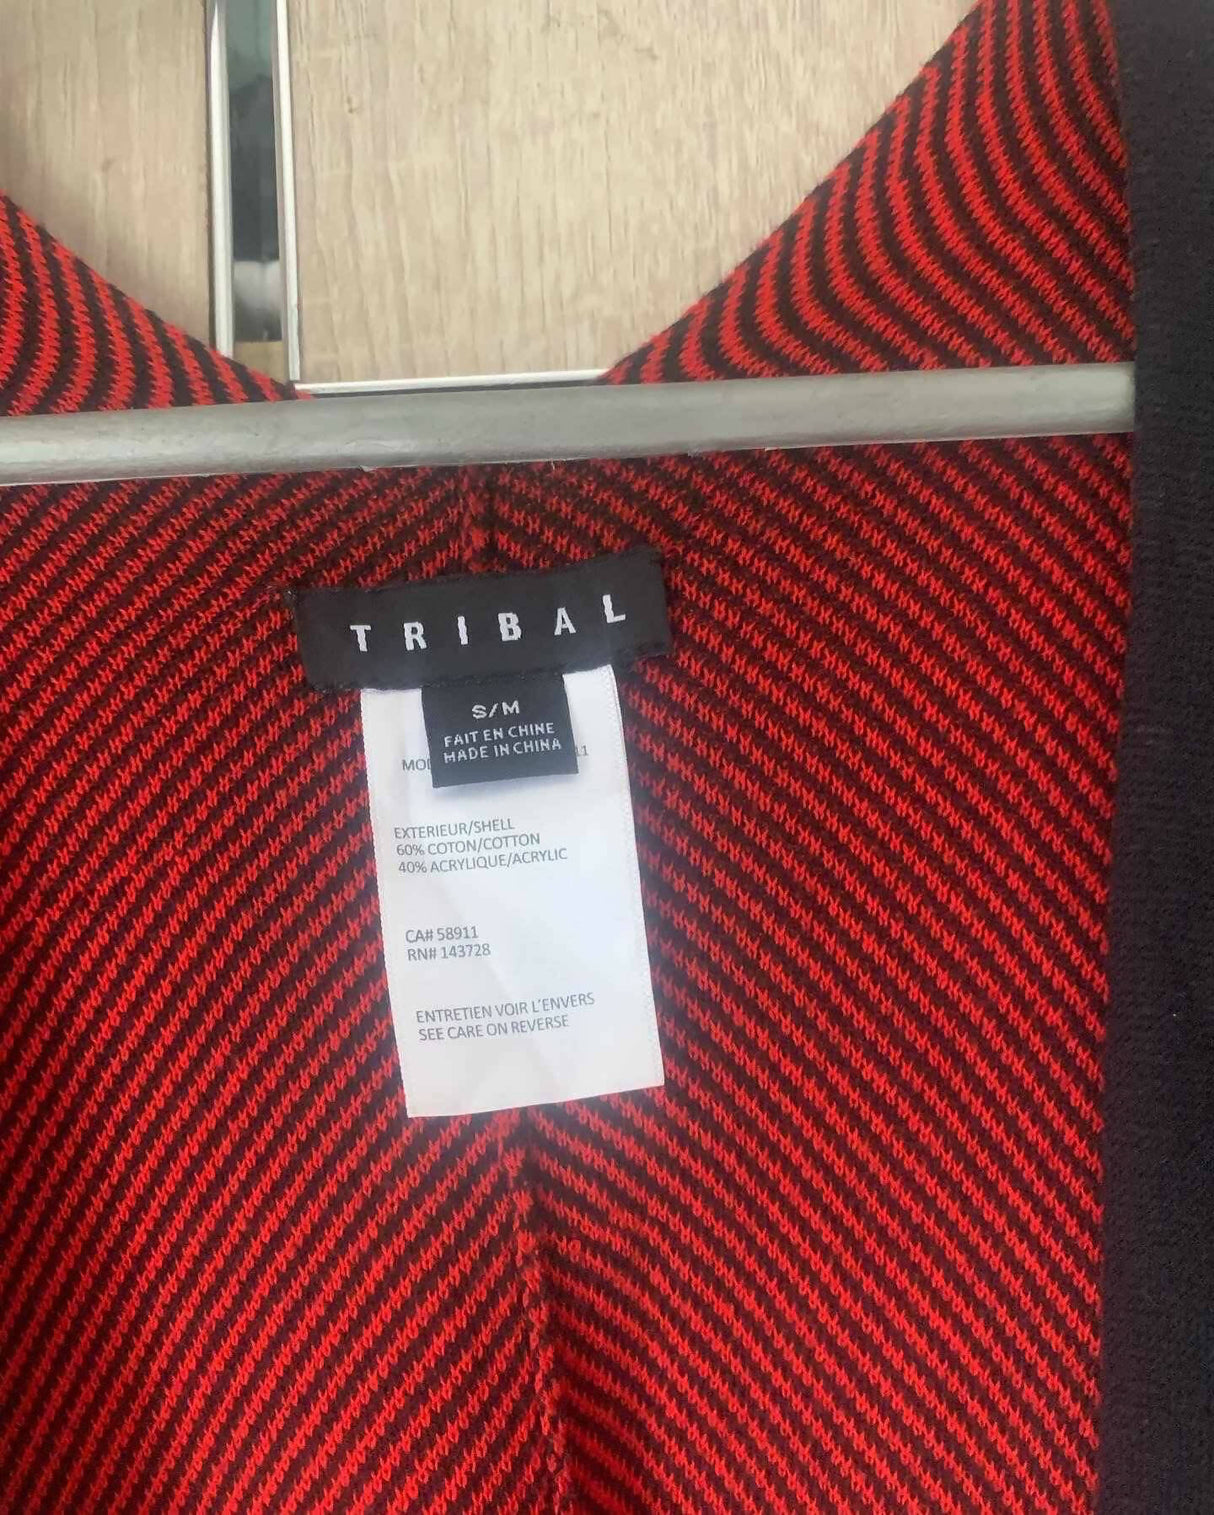 TRIBAL
S/M
FAIT EN CHINE
MADE IN CHINA
EXTERIEUR/SHELL
60% COTON/COTTON
40% ACRYLIQUE/ACRYLIC
CA# 58911
RN# 143728
ENTRETIEN VOIR L'ENVERS
SEE CARE ON REVERSE